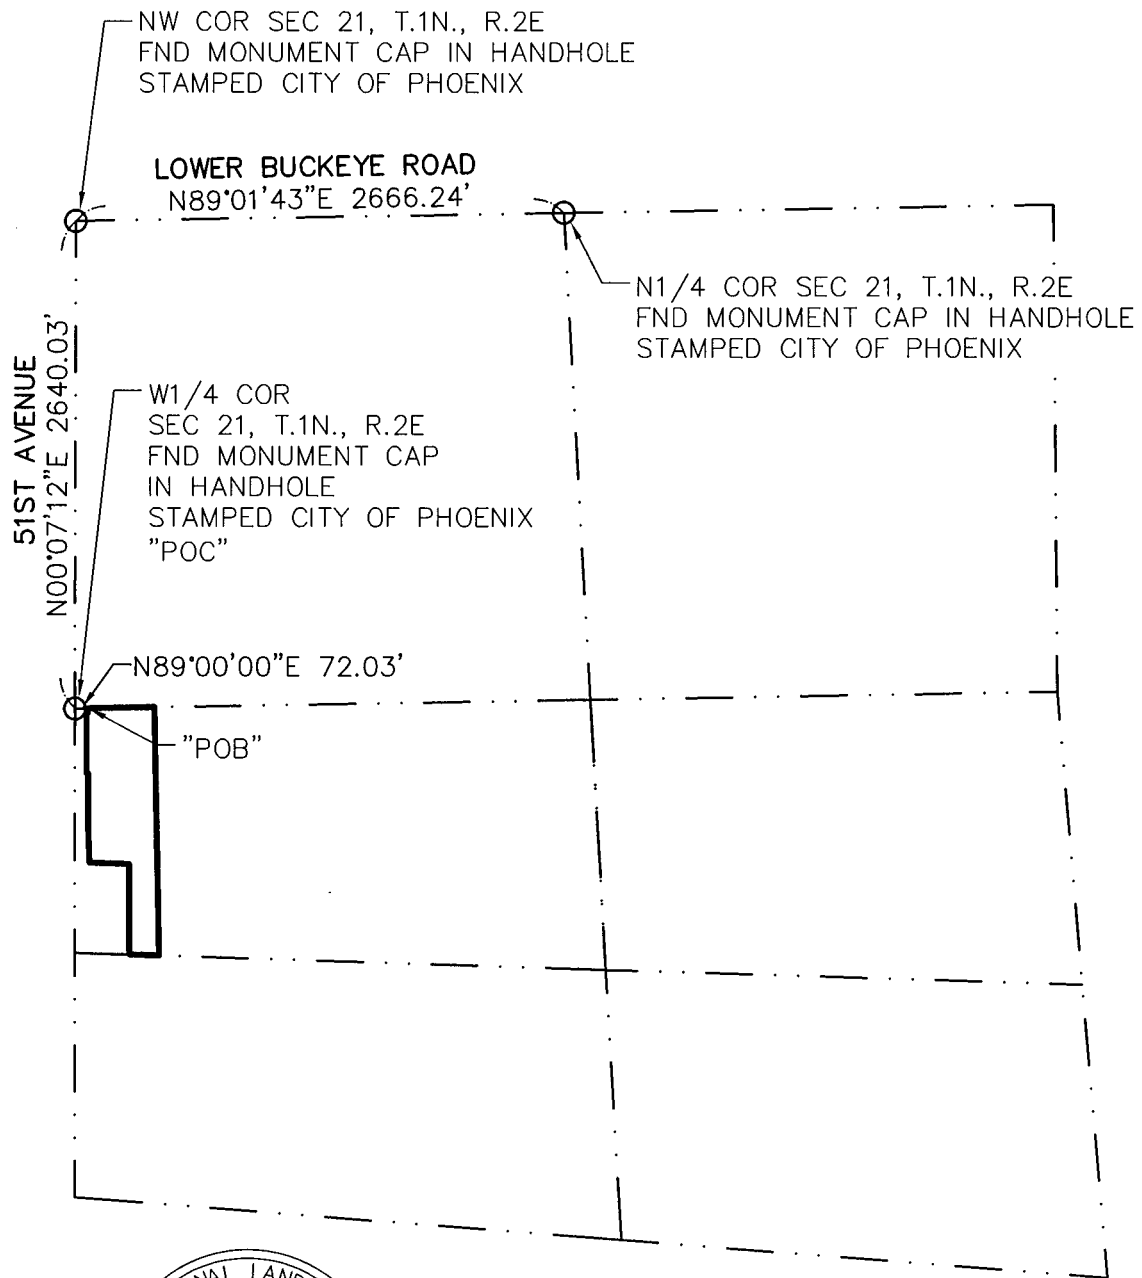 NW COR SEC 21, T.1N., R.2E
FND MONUMENT CAP IN HANDHOLE
STAMPED CITY OF PHOENIX
LOWER BUCKEYE ROAD
N89°01'43"E 2666.24'
N1/4 COR SEC 21, T.1N., R.2E
FND MONUMENT CAP IN HANDHOLE
STAMPED CITY OF PHOENIX
51ST AVENUE
N00°07'12"E 2640.03'
W1/4 COR
SEC 21, T.1N., R.2E
FND MONUMENT CAP
IN HANDHOLE
STAMPED CITY OF PHOENIX
"POC"
N89°00'00"E 72.03'
"POB"
LAND